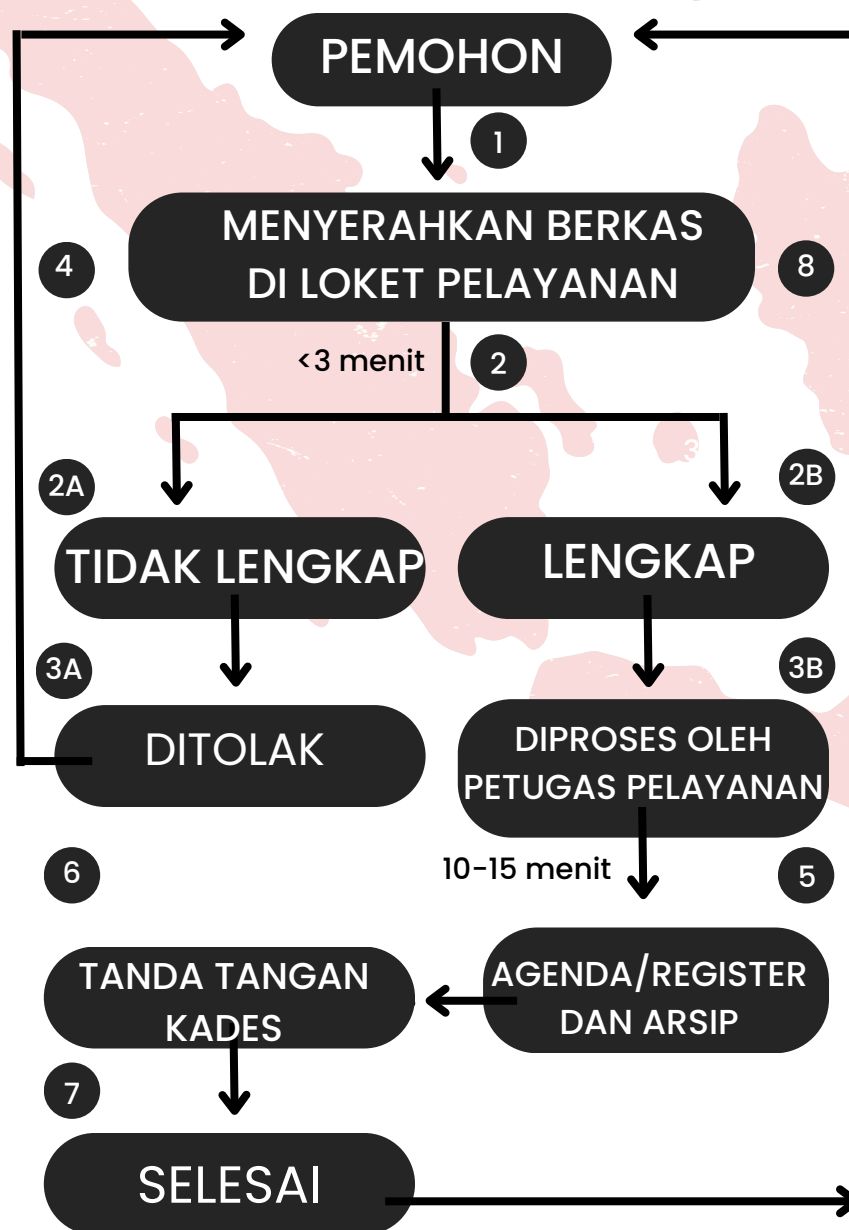 PEMOHON
1
MENYERAHKAN BERKAS
DI LOKET PELAYANAN
4
8
<3 menit
2
3
2A
2B
TIDAK LENGKAP
LENGKAP
3A
3B
DITOLAK
DIPROSES OLEH
PETUGAS PELAYANAN
6
10-15 menit
5
TANDA TANGAN
KADES
AGENDA/REGISTER
DAN ARSIP
7
SELESAI